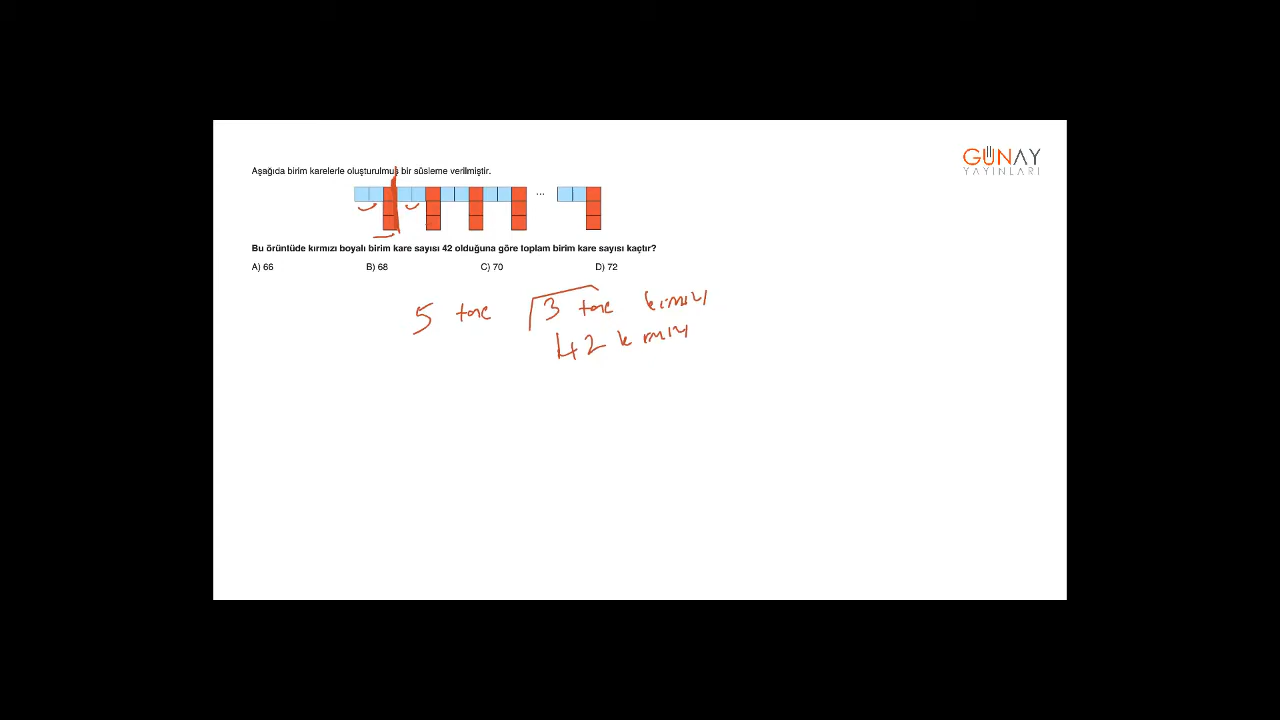 GÜNAY
YAYINLARI
Aşağıda birim karelerle oluşturulmuş bir süsleme verilmiştir.
...
Bu örüntüde kırmızı boyalı birim kare sayısı 42 olduğuna göre toplam birim kare sayısı kaçtır?
A) 66 B) 68 C) 70 D) 72
5 tane 3 tane kırmızı
42 kırmızı